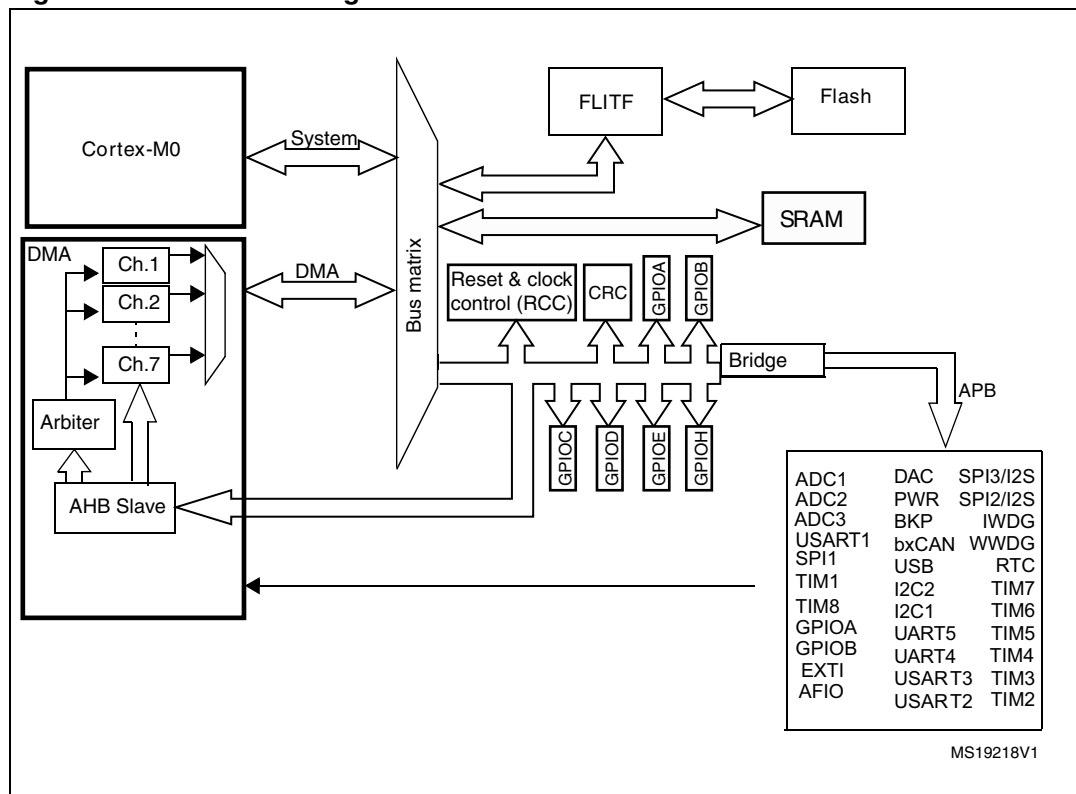 Cortex-M0
System
FLITF
Flash
SRAM
DMA
Ch.1
Ch.2
Ch.7
Arbiter
AHB Slave
DMA
Bus matrix
Reset & clock
control (RCC)
CRC
GPIOA
GPIOB
Bridge
APB
GPIOC
GPIOD
GPIOE
GPIOH
ADC1
ADC2
ADC3
USART1
SPI1
TIM1
TIM8
GPIOA
GPIOB
EXTI
AFIO
DAC
PWR
BKP
bxCAN
USB
I2C2
I2C1
UART5
UART4
USART3
USART2
SPI3/I2S
SPI2/I2S
IWDG
WWDG
RTC
TIM7
TIM6
TIM5
TIM4
TIM3
TIM2
MS19218V1